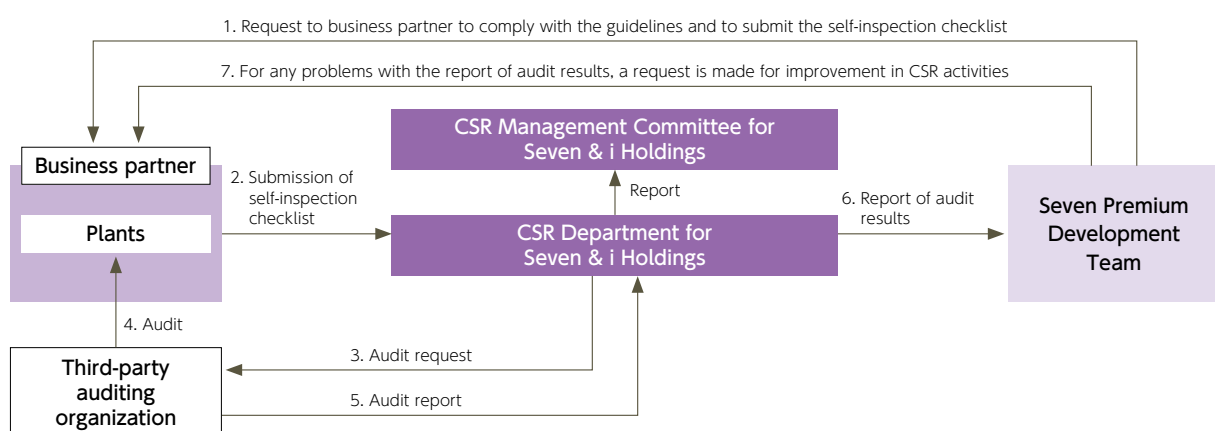 1. Request to business partner to comply with the guidelines and to submit the self-inspection checklist
7. For any problems with the report of audit results, a request is made for improvement in CSR activities
Business partner
Plants
2. Submission of
self-inspection
checklist
CSR Management Committee for
Seven & i Holdings
Report
CSR Department for
Seven & i Holdings
6. Report of audit
results
Seven Premium
Development
Team
4. Audit
3. Audit request
Third-party
auditing
organization
5. Audit report